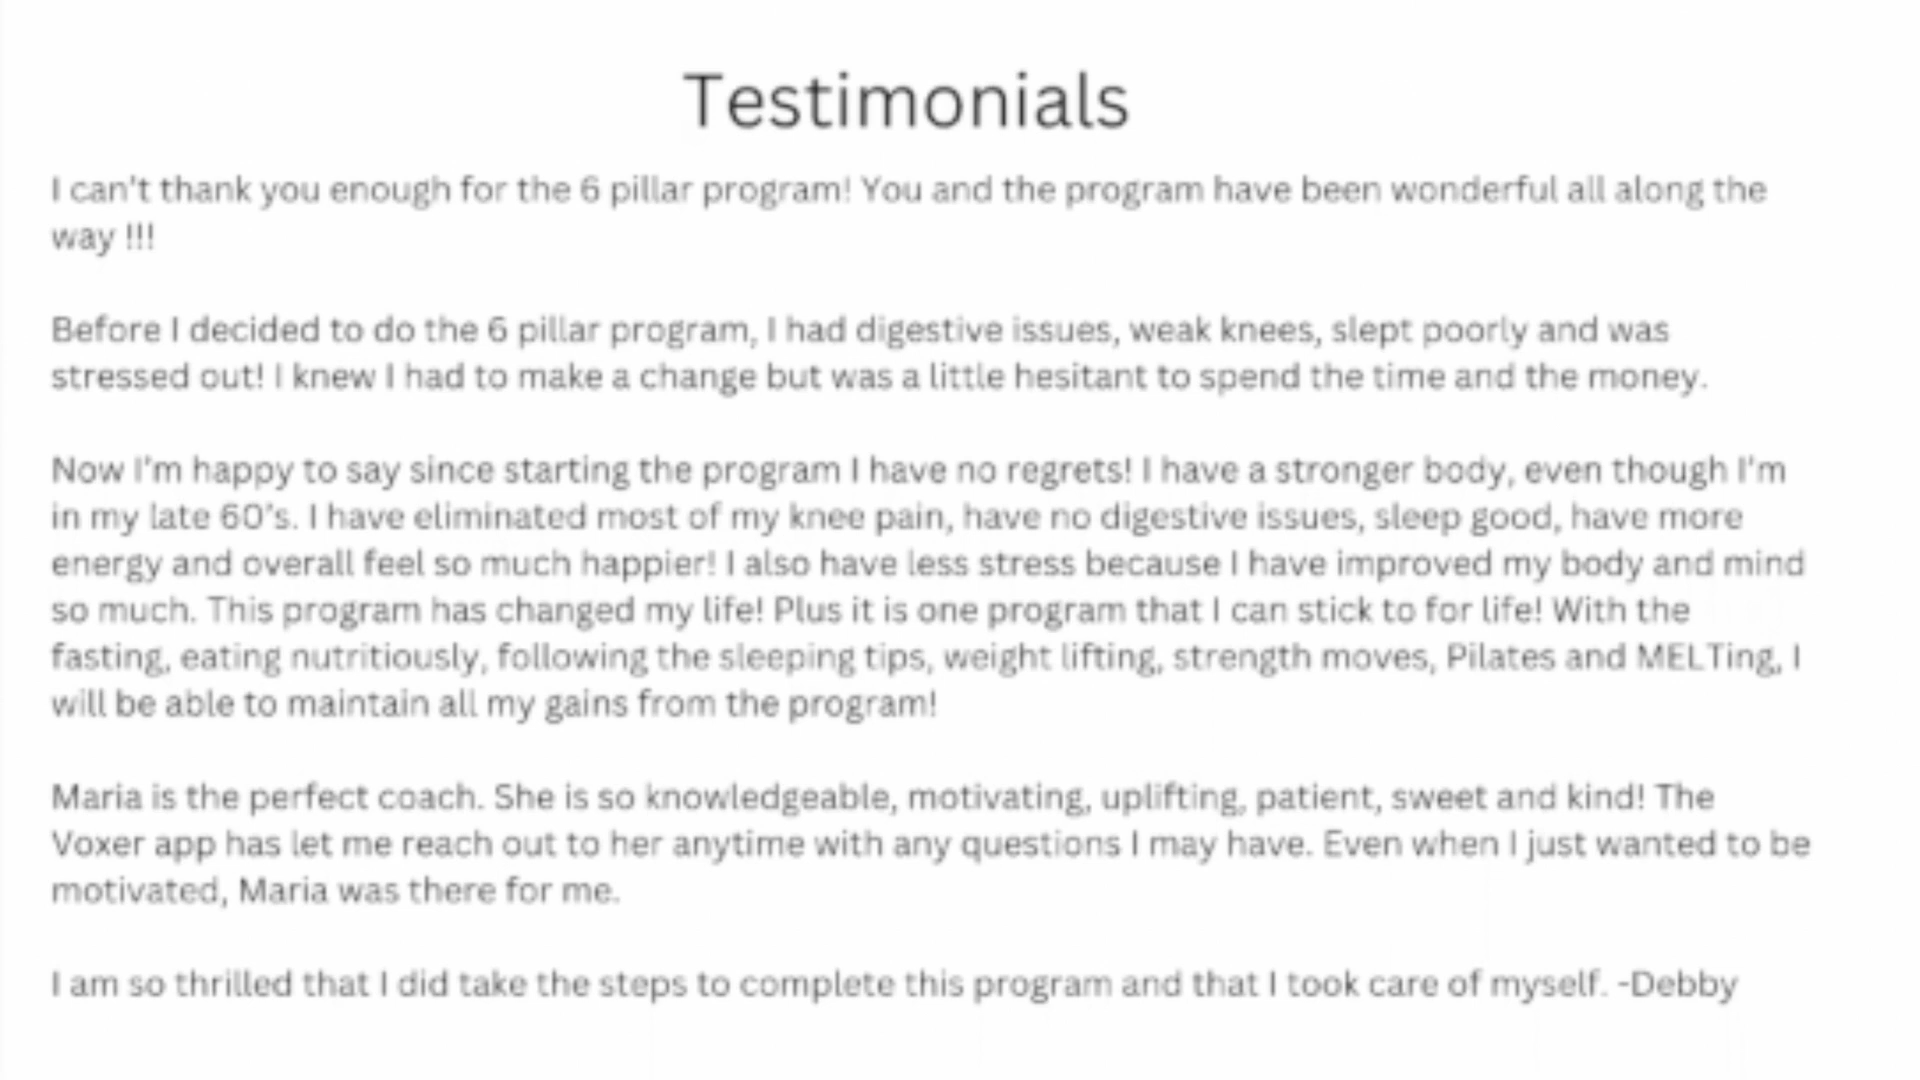 Testimonials
I can't thank you enough for the 6 pillar program! You and the program have been wonderful all along the
way !!!
Before I decided to do the 6 pillar program, I had digestive issues, weak knees, slept poorly and was
stressed out! I knew I had to make a change but was a little hesitant to spend the time and the money.
Now I'm happy to say since starting the program I have no regrets! I have a stronger body, even though I'm
in my late 60's. I have eliminated most of my knee pain, have no digestive issues, sleep good, have more
energy and overall feel so much happier! I also have less stress because I have improved my body and mind
so much. This program has changed my life! Plus it is one program that I can stick to for life! With the
fasting, eating nutritiously, following the sleeping tips, weight lifting, strength moves, Pilates and MELTing, I
will be able to maintain all my gains from the program!
Maria is the perfect coach. She is so knowledgeable, motivating, uplifting, patient, sweet and kind! The
Voxer app has let me reach out to her anytime with any questions I may have. Even when I just wanted to be
motivated, Maria was there for me.
I am so thrilled that I did take the steps to complete this program and that I took care of myself. -Debby